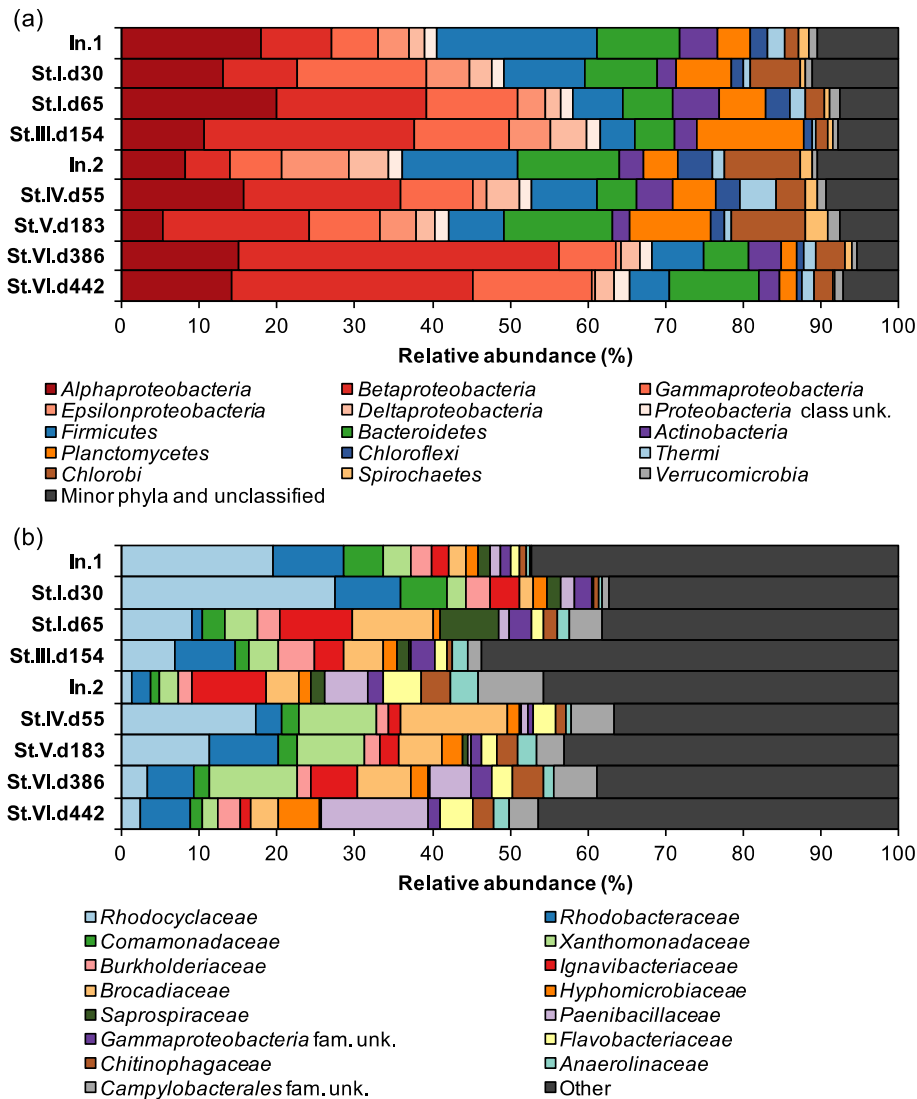 (a)
In.1
St.I.d30
St.I.d65
St.III.d154
In.2
St.IV.d55
St.V.d183
St.VI.d386
St.VI.d442
0 10 20 30 40 50 60 70 80 90 100
Relative abundance (%)
Alphaproteobacteria Betaproteobacteria Gammaproteobacteria
Epsilonproteobacteria Deltaproteobacteria Proteobacteria class unk.
Firmicutes Bacteroidetes Actinobacteria
Planctomycetes Chloroflexi Thermi
Chlorobi Spirochaetes Verrucomicrobia
Minor phyla and unclassified
(b)
In.1
St.I.d30
St.I.d65
St.III.d154
In.2
St.IV.d55
St.V.d183
St.VI.d386
St.VI.d442
0 10 20 30 40 50 60 70 80 90 100
Relative abundance (%)
Rhodocyclaceae Rhodobacteraceae
Comamonadaceae Xanthomonadaceae
Burkholderiaceae Ignavibacteriaceae
Brocadiaceae Hyphomicrobiaceae
Saprospiraceae Paenibacillaceae
Gammaproteobacteria fam. unk. Flavobacteriaceae
Chitinophagaceae Anaerolinaceae
Campylobacterales fam. unk. Other